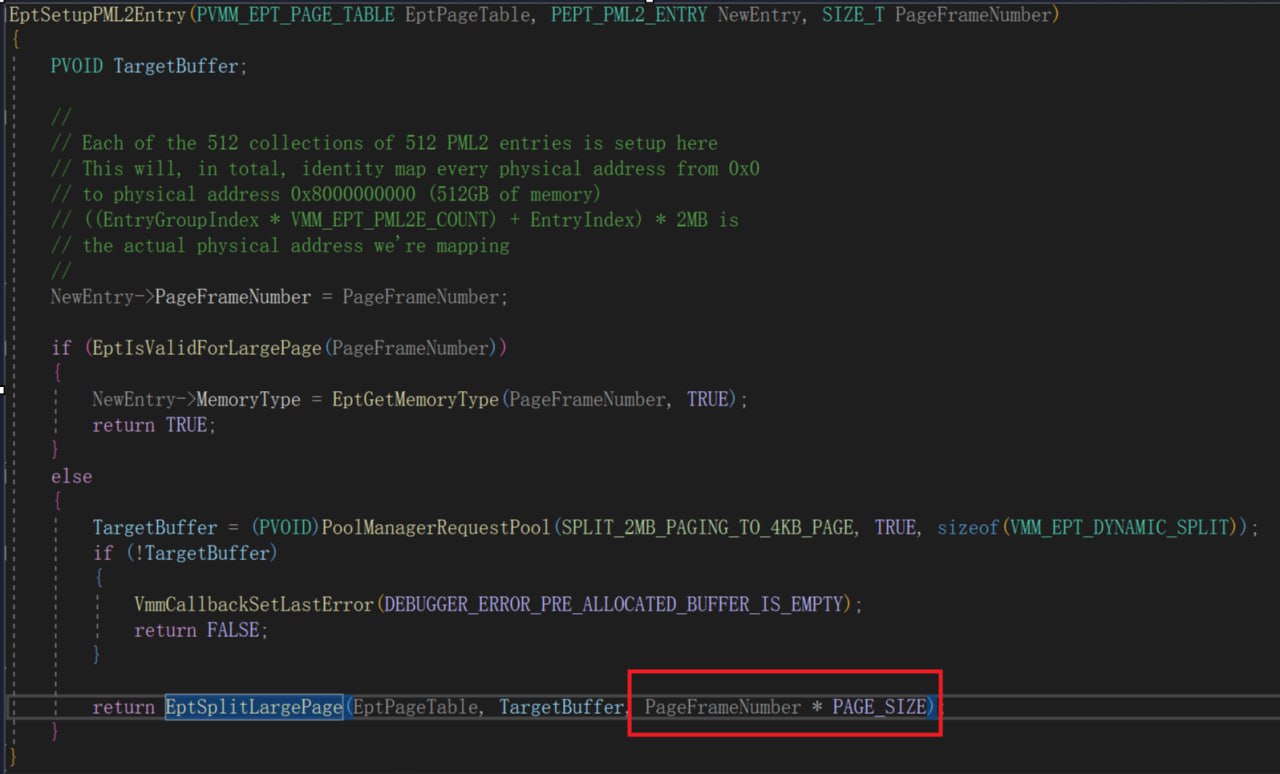 EptSetupPML2Entry(PVMM_EPT_PAGE_TABLE EptPageTable, PEPT_PML2_ENTRY NewEntry, SIZE_T PageFrameNumber)
{
    PVOID TargetBuffer;
    //
    // Each of the 512 collections of 512 PML2 entries is setup here
    // This will, in total, identity map every physical address from 0x0
    // to physical address 0x8000000000 (512GB of memory)
    // ((EntryGroupIndex * VMM_EPT_PML2E_COUNT) + EntryIndex) * 2MB is
    // the actual physical address we're mapping
    //
    NewEntry->PageFrameNumber = PageFrameNumber;
    if (EptIsValidForLargePage(PageFrameNumber))
    {
        NewEntry->MemoryType = EptGetMemoryType(PageFrameNumber, TRUE);
        return TRUE;
    }
    else
    {
        TargetBuffer = (PVOID)PoolManagerRequestPool(SPLIT_2MB_PAGING_TO_4KB_PAGE, TRUE, sizeof(VMM_EPT_DYNAMIC_SPLIT));
        if (!TargetBuffer)
        {
            VmmCallbackSetLastError(DEBUGGER_ERROR_PRE_ALLOCATED_BUFFER_IS_EMPTY);
            return FALSE;
        }
        return EptSplitLargePage(EptPageTable, TargetBuffer, PageFrameNumber * PAGE_SIZE)
    }
}